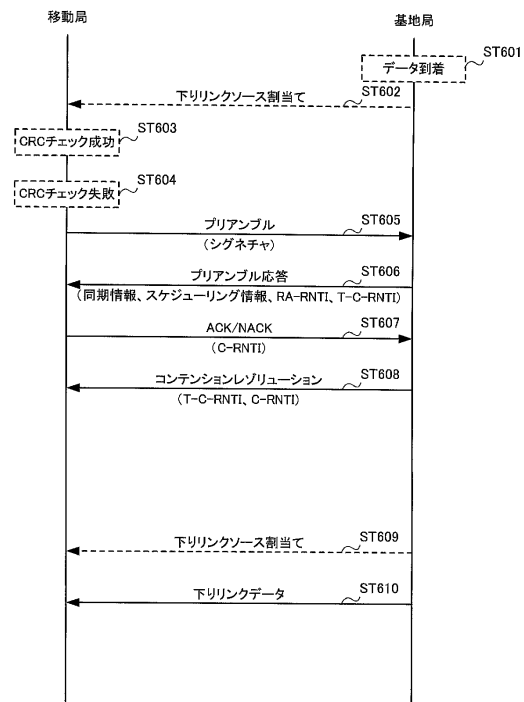 移動局
基地局
データ到着
ST601
下りリンクソース割当て
ST602
CRCチェック成功
ST603
CRCチェック失敗
ST604
プリアンブル
ST605
(シグネチャ)
プリアンブル応答
ST606
(同期情報、スケジューリング情報、RA-RNTI、T-C-RNTI)
ACK/NACK
ST607
(C-RNTI)
コンテンションレゾリューション
ST608
(T-C-RNTI、C-RNTI)
下りリンクソース割当て
ST609
下りリンクデータ
ST610